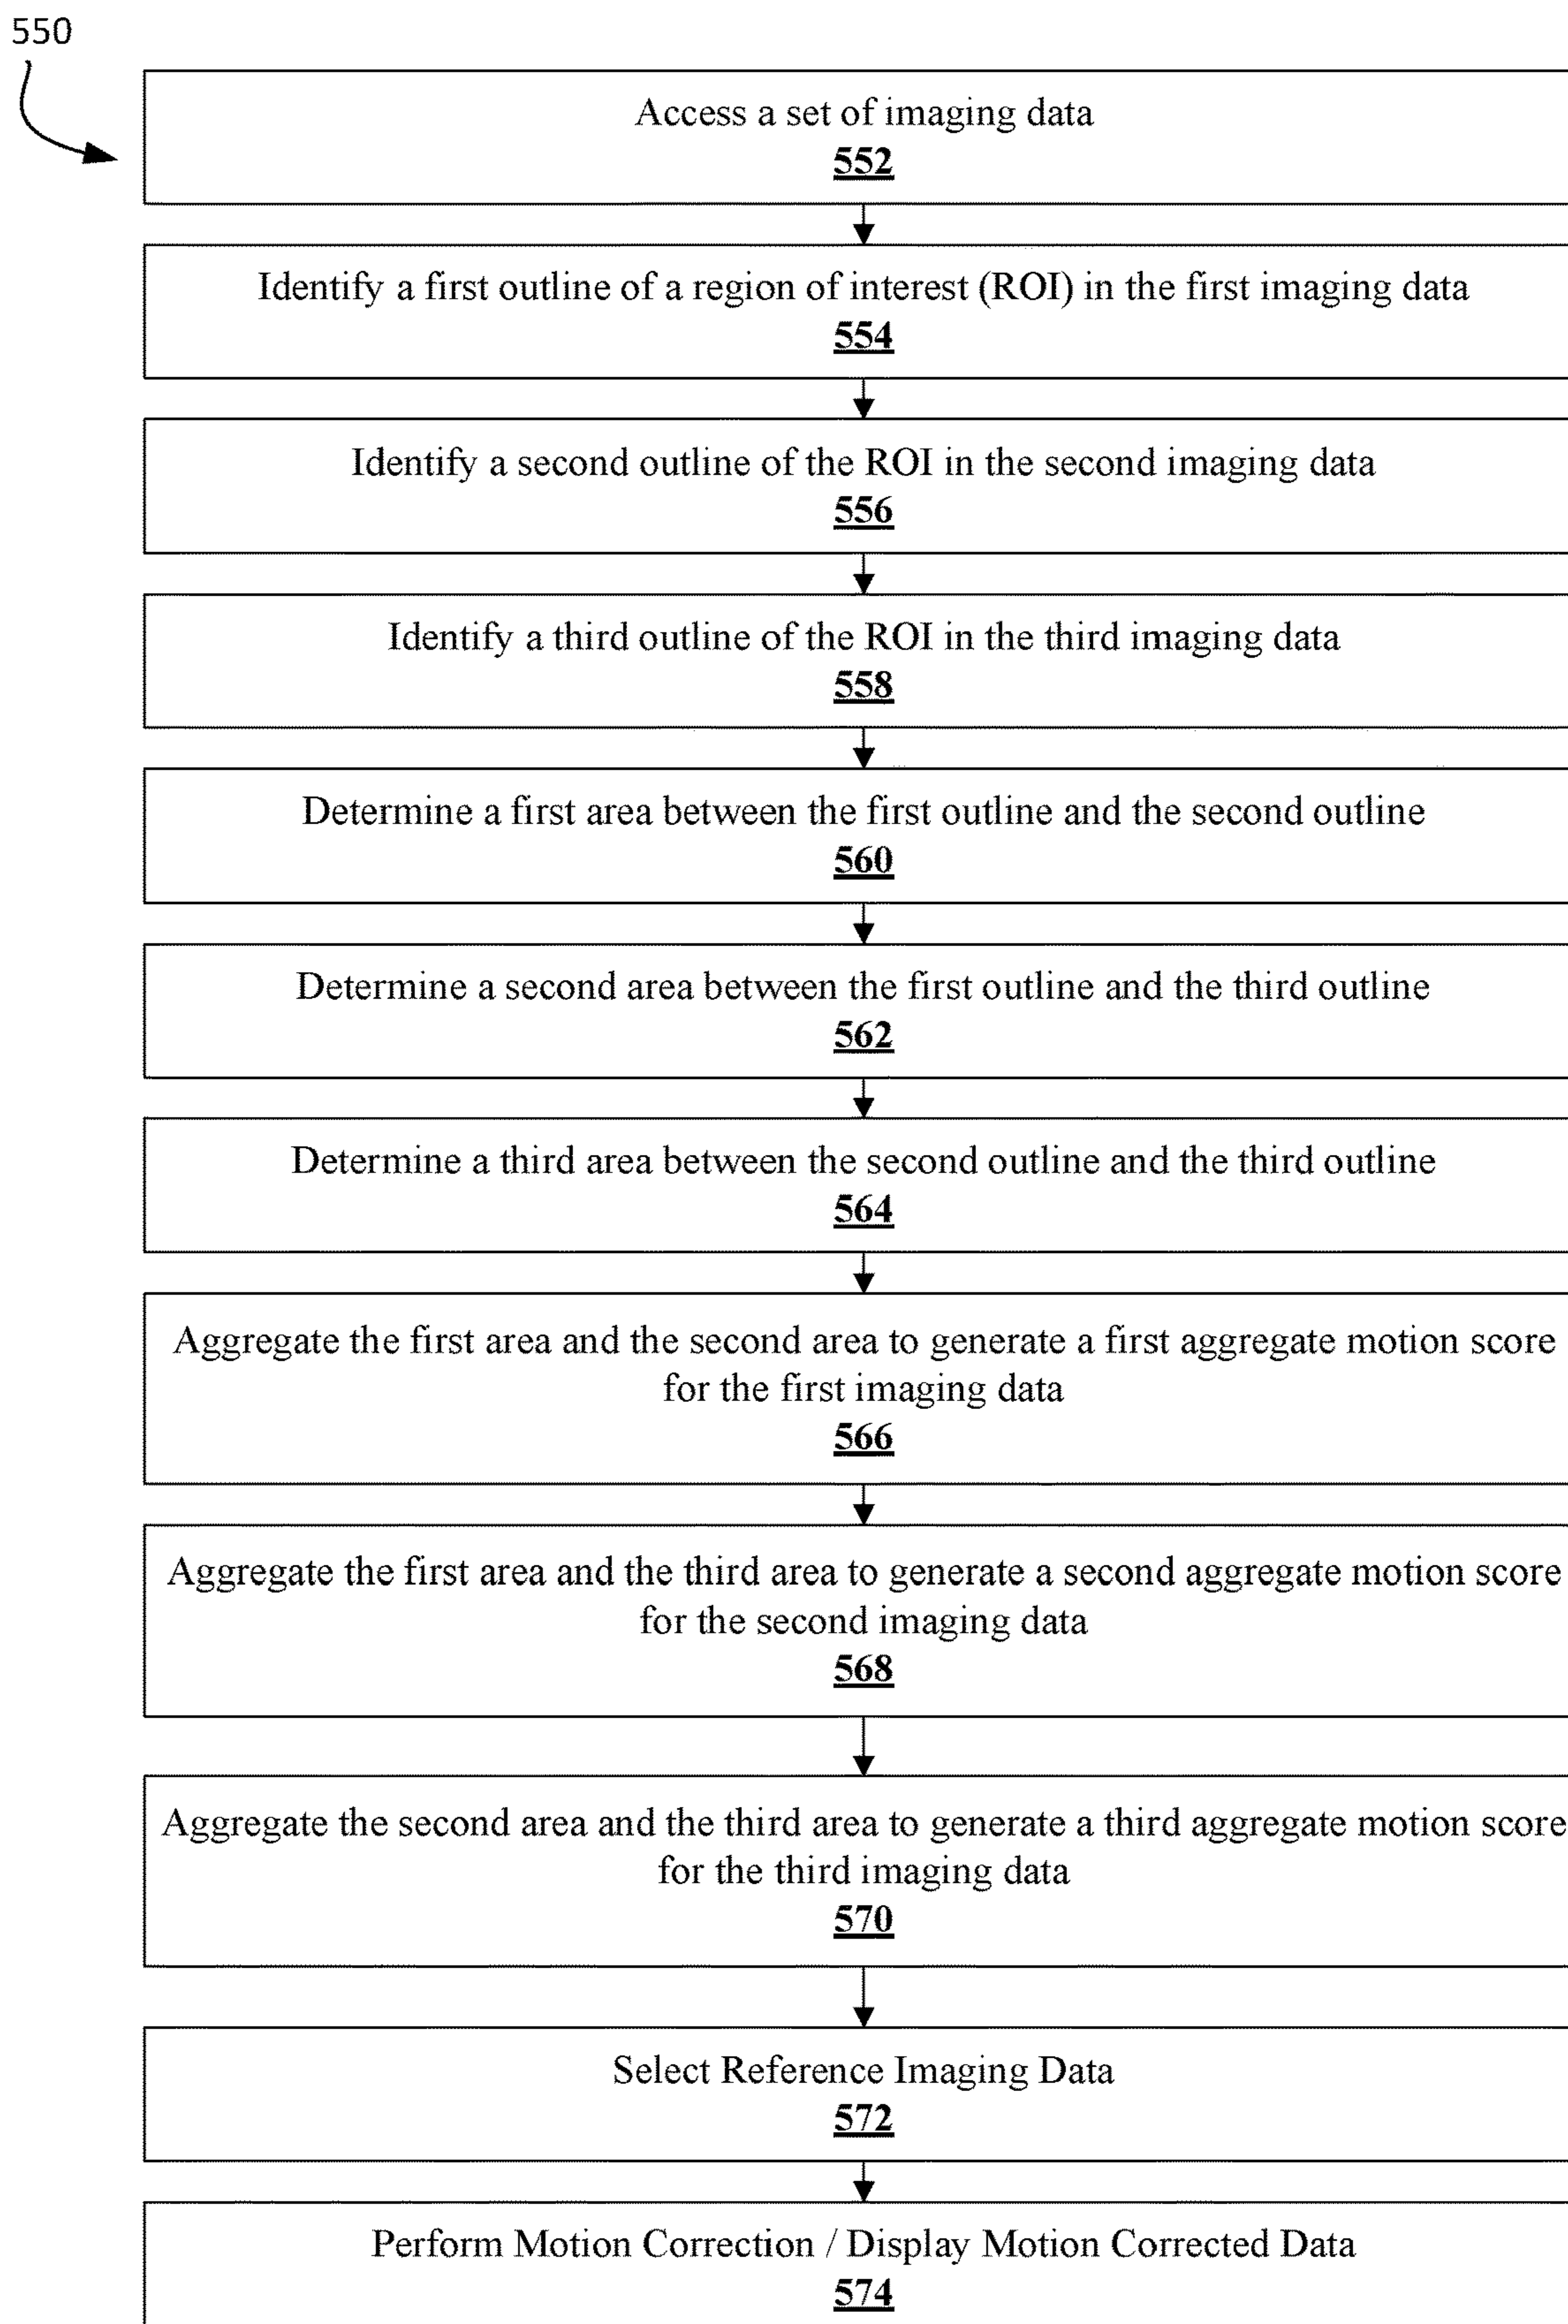 550
Access a set of imaging data
552
Identify a first outline of a region of interest (ROI) in the first imaging data
554
Identify a second outline of the ROI in the second imaging data
556
Identify a third outline of the ROI in the third imaging data
558
Determine a first area between the first outline and the second outline
560
Determine a second area between the first outline and the third outline
562
Determine a third area between the second outline and the third outline
564
Aggregate the first area and the second area to generate a first aggregate motion score
for the first imaging data
566
Aggregate the first area and the third area to generate a second aggregate motion score
for the second imaging data
568
Aggregate the second area and the third area to generate a third aggregate motion score
for the third imaging data
570
Select Reference Imaging Data
572
Perform Motion Correction / Display Motion Corrected Data
574